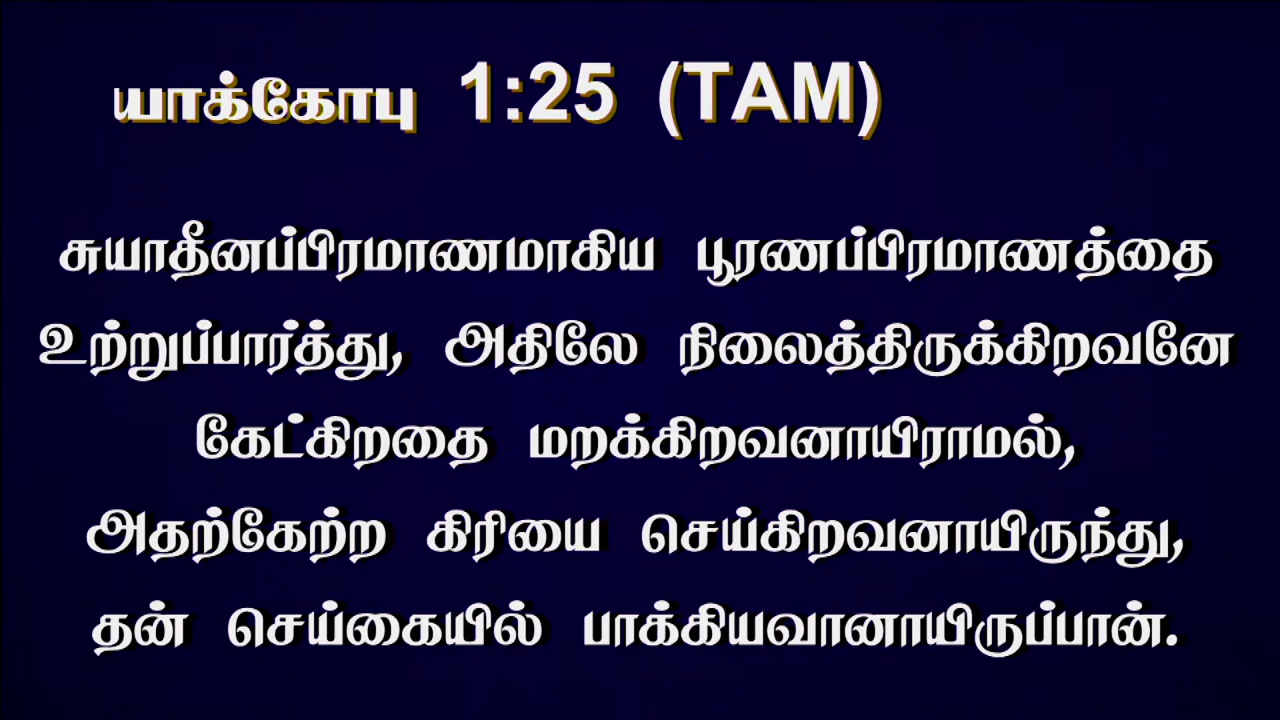 யாக்கோபு 1:25 (TAM)
சுயாதீனப்பிரமாணமாகிய பூரணப்பிரமாணத்தை
உற்றுப்பார்த்து, அதிலே நிலைத்திருக்கிறவனே
கேட்கிறதை மறக்கிறவனாயிராமல்,
அதற்கேற்ற கிரியை செய்கிறவனாயிருந்து,
தன் செய்கையில் பாக்கியவானாயிருப்பான்.